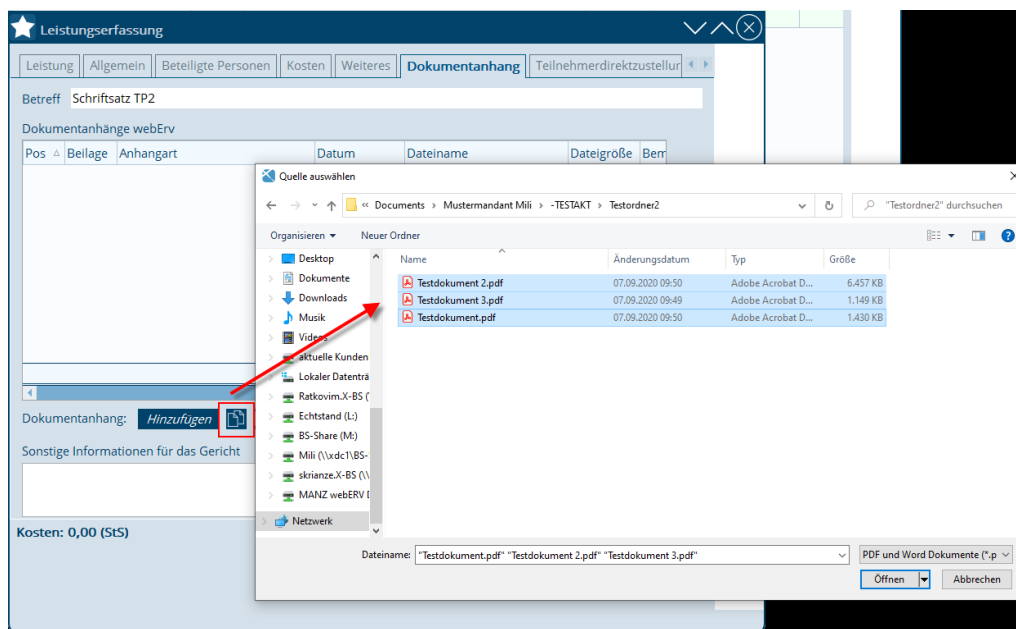 Leistungserfassung
Leistung Allgemein Beteiligte Personen Kosten Weiteres Dokumentanhang Teilnehmerdirektzustellur
Betreff Schriftsatz TP2
Dokumentanhänge webErv
Pos Beilage Anhangart Datum Dateiname Dateigröße Bem
Dokumentanhang: Hinzufügen
Sonstige Informationen für das Gericht
Kosten: 0,00 (StS)
Quelle auswählen
« Documents › Mustermandant Mili › -TESTAKT › Testordner2
"Testordner2" durchsuchen
Organisieren Neuer Ordner
Desktop
Dokumente
Downloads
Musik
Videos
aktuelle Kunden
Lokaler Datenträ
Ratkovim.X-BS (
Echtstand (L:)
BS-Share (M:)
Mili (\\xdc1\BS-
skrianze.X-BS (\\
MANZ webERV D
Netzwerk
Name Änderungsdatum Typ Größe
Testdokument 2.pdf 07.09.2020 09:50 Adobe Acrobat D... 6.457 KB
Testdokument 3.pdf 07.09.2020 09:49 Adobe Acrobat D... 1.149 KB
Testdokument.pdf 07.09.2020 09:50 Adobe Acrobat D... 1.430 KB
Dateiname: "Testdokument.pdf" "Testdokument 2.pdf" "Testdokument 3.pdf"
PDF und Word Dokumente (*.p
Öffnen Abbrechen